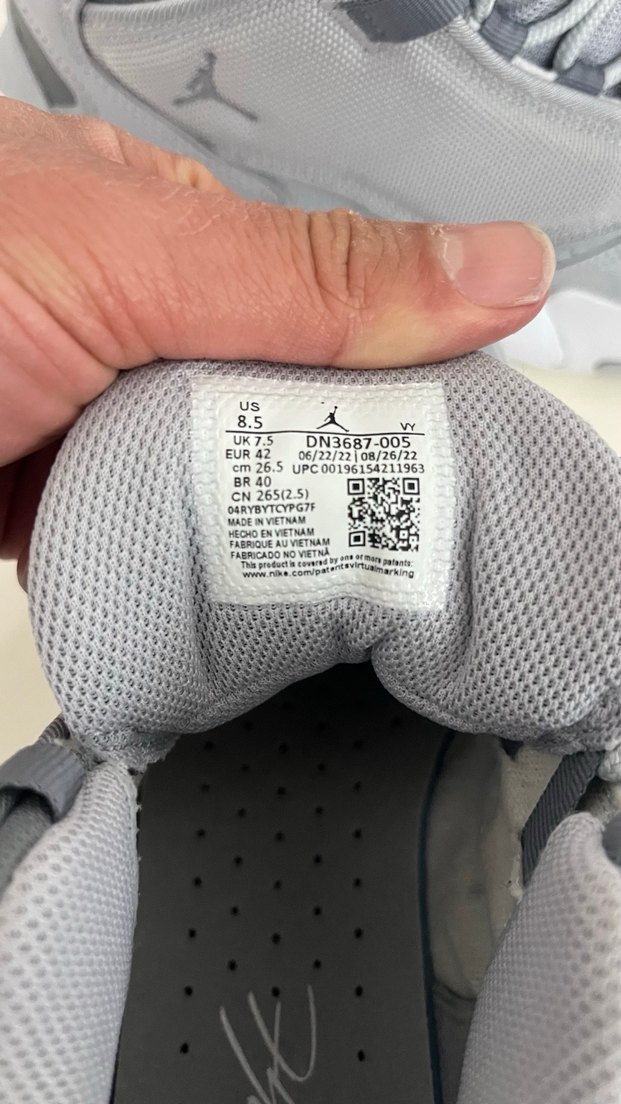 US
8.5
VY
UK 7.5 DN3687-005
EUR 42 06/22/22 | 08/26/22
cm 26.5 UPC 00196154211963
BR 40
CN 265(2.5)
04RYBYTCYPG7F
MADE IN VIETNAM
HECHO EN VIETNAM
FABRIQUE AU VIETNAM
FABRICADO NO VIETNÃ
This product is covered by one or more patents:
www.nike.com/patentsvirtualmarking